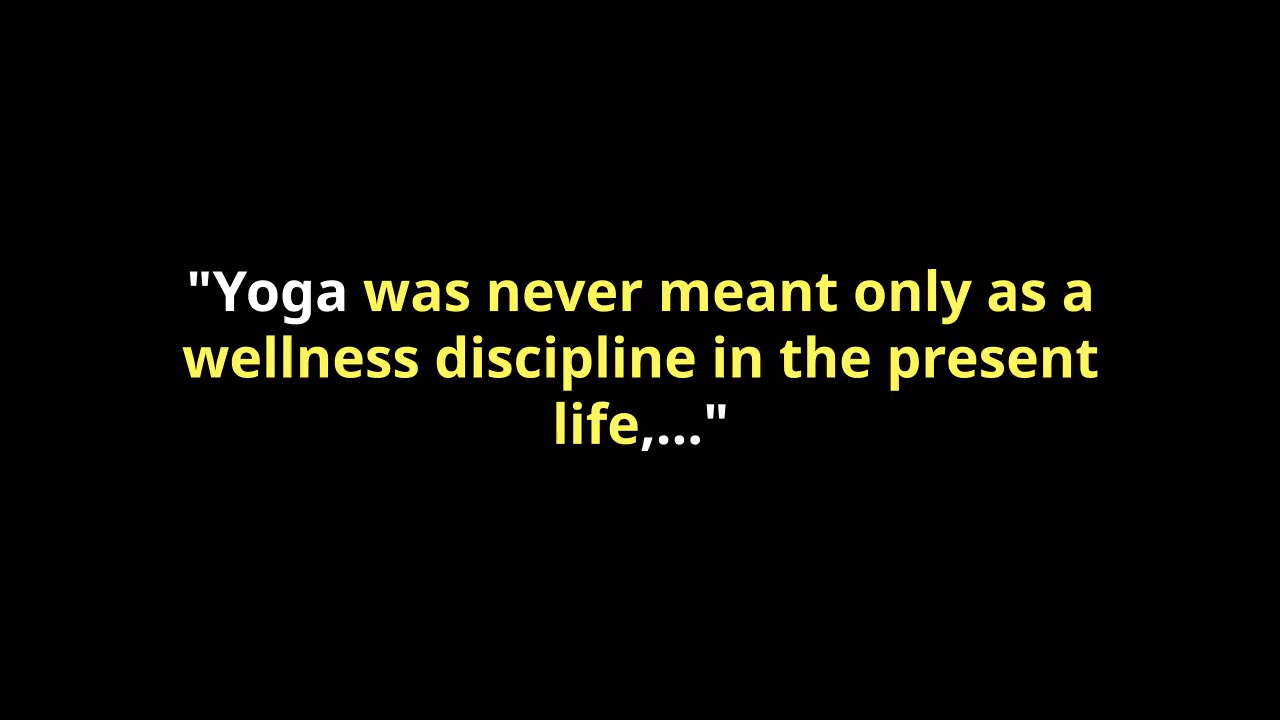 "Yoga was never meant only as a
wellness discipline in the present
life,..."